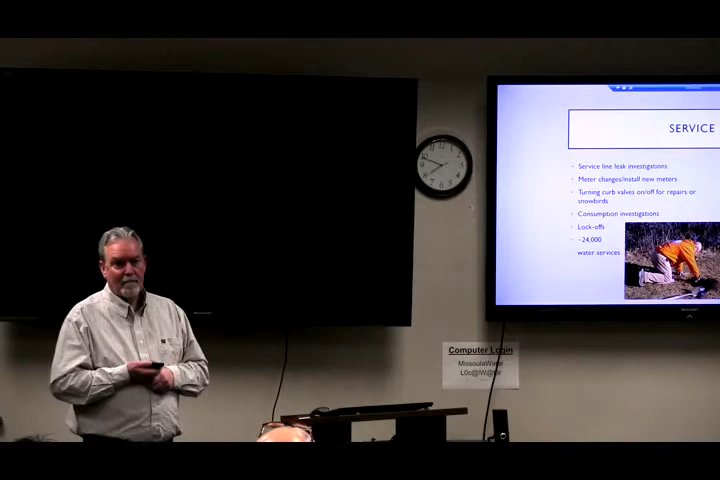 SERVICE
• Service line leak investigations
• Meter changes/install new meters
• Turning curb valves on/off for repairs or
snowbirds
• Consumption investigations
• Lock-offs
• ~24,000
water services
Computer Login
MissoulaWater